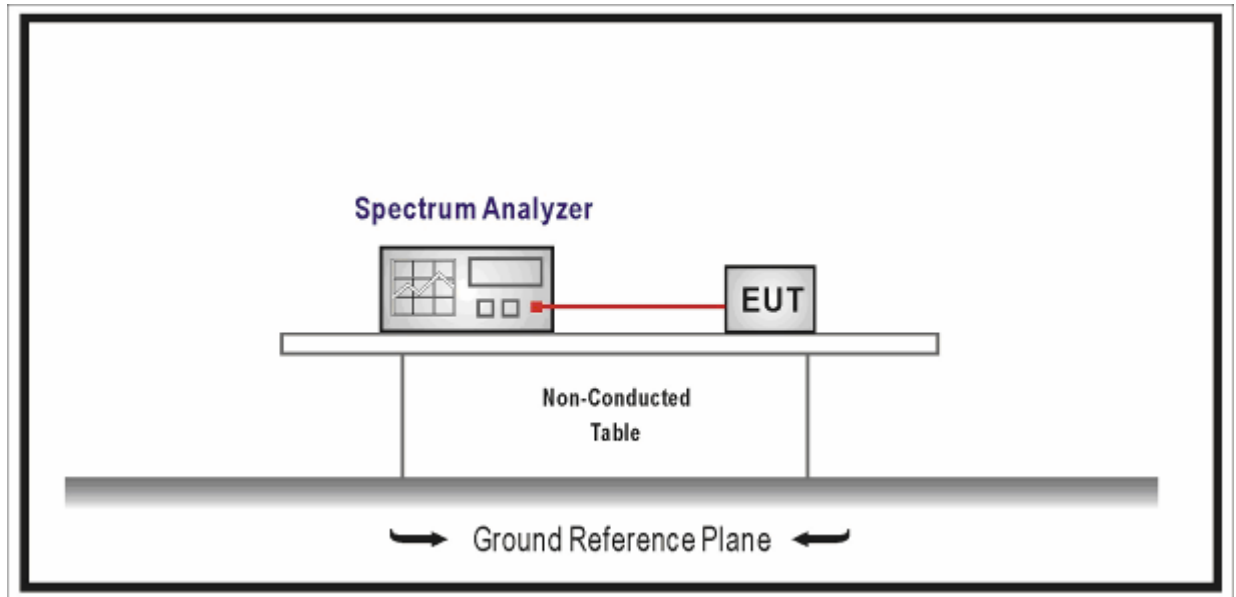 Spectrum Analyzer
EUT
Non-Conducted
Table
Ground Reference Plane